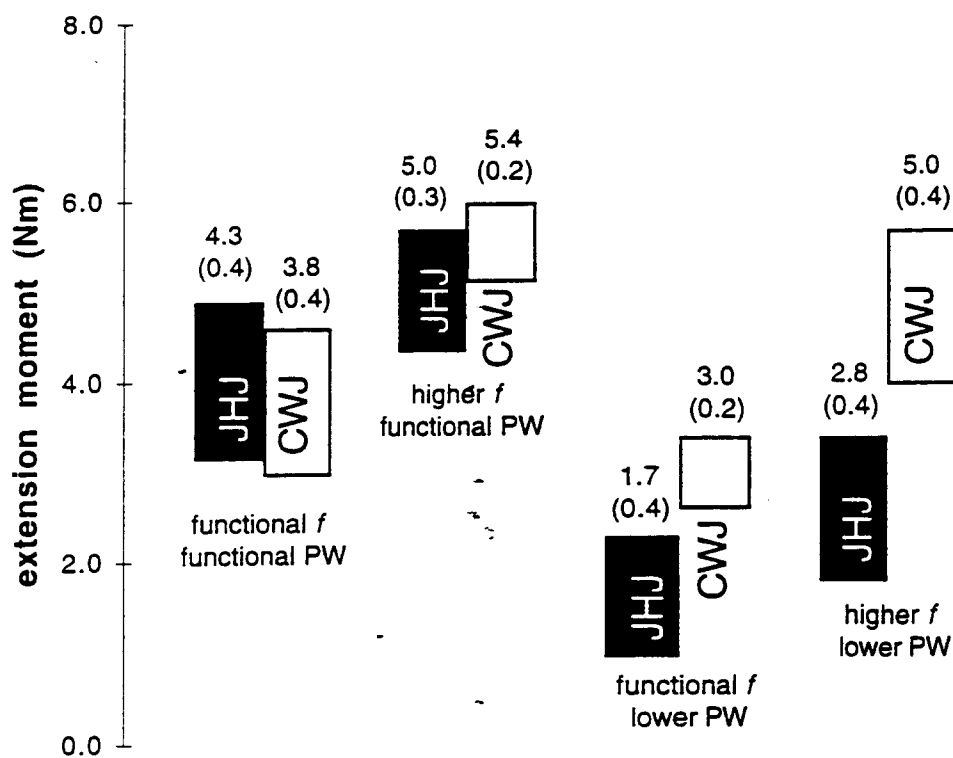 8.0
6.0
4.0
2.0
0.0
extension moment (Nm)
4.3
(0.4)
3.8
(0.4)
JHJ
CWJ
functional f
functional PW
5.0
(0.3)
5.4
(0.2)
JHJ
CWJ
higher f
functional PW
1.7
(0.4)
3.0
(0.2)
JHJ
CWJ
functional f
lower PW
2.8
(0.4)
5.0
(0.4)
JHJ
CWJ
higher f
lower PW